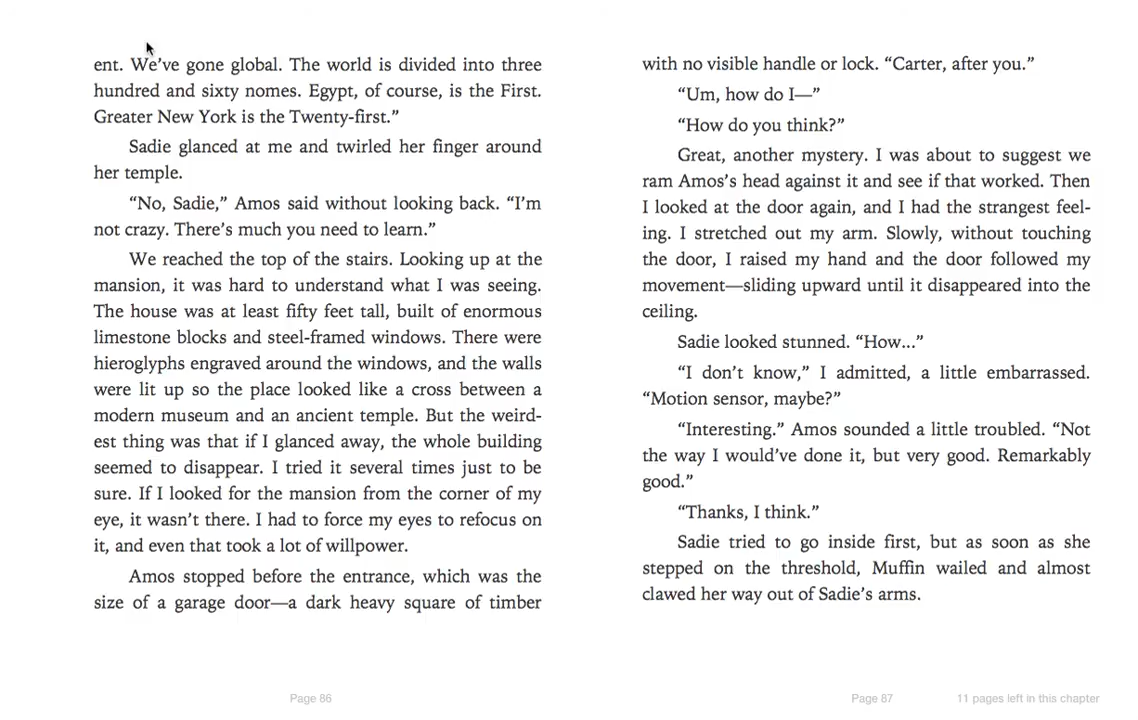 ent. We’ve gone global. The world is divided into three
hundred and sixty nomes. Egypt, of course, is the First.
Greater New York is the Twenty-first.”
Sadie glanced at me and twirled her finger around
her temple.
“No, Sadie,” Amos said without looking back. “I’m
not crazy. There’s much you need to learn.”
We reached the top of the stairs. Looking up at the
mansion, it was hard to understand what I was seeing.
The house was at least fifty feet tall, built of enormous
limestone blocks and steel-framed windows. There were
hieroglyphs engraved around the windows, and the walls
were lit up so the place looked like a cross between a
modern museum and an ancient temple. But the weird-
est thing was that if I glanced away, the whole building
seemed to disappear. I tried it several times just to be
sure. If I looked for the mansion from the corner of my
eye, it wasn’t there. I had to force my eyes to refocus on
it, and even that took a lot of willpower.
Amos stopped before the entrance, which was the
size of a garage door—a dark heavy square of timber
Page 86
with no visible handle or lock. “Carter, after you.”
“Um, how do I—”
“How do you think?”
Great, another mystery. I was about to suggest we
ram Amos’s head against it and see if that worked. Then
I looked at the door again, and I had the strangest feel-
ing. I stretched out my arm. Slowly, without touching
the door, I raised my hand and the door followed my
movement—sliding upward until it disappeared into the
ceiling.
Sadie looked stunned. “How...”
“I don’t know,” I admitted, a little embarrassed.
“Motion sensor, maybe?”
“Interesting.” Amos sounded a little troubled. “Not
the way I would’ve done it, but very good. Remarkably
good.”
“Thanks, I think.”
Sadie tried to go inside first, but as soon as she
stepped on the threshold, Muffin wailed and almost
clawed her way out of Sadie’s arms.
Page 87
11 pages left in this chapter